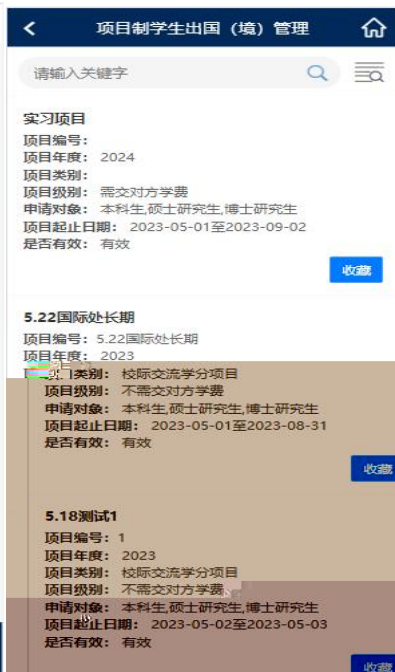 项目制学生出国（境）管理
请输入关键字
实习项目
项目编号：
项目年度： 2024
项目类别：
项目级别： 需交对方学费
申请对象： 本科生,硕士研究生,博士研究生
项目起止日期： 2023-05-01至2023-09-02
是否有效： 有效
收藏
5.22国际处长期
项目编号：5.22国际处长期
项目年度： 2023
项目类别： 校际交流学分项目
项目级别： 不需交对方学费
申请对象： 本科生,硕士研究生,博士研究生
项目起止日期： 2023-05-01至2023-08-31
是否有效： 有效
收藏
5.18测试1
项目编号：1
项目年度： 2023
项目类别： 校际交流学分项目
项目级别： 不需交对方学费
申请对象： 本科生,硕士研究生,博士研究生
项目起止日期： 2023-05-02至2023-05-03
是否有效： 有效
收藏